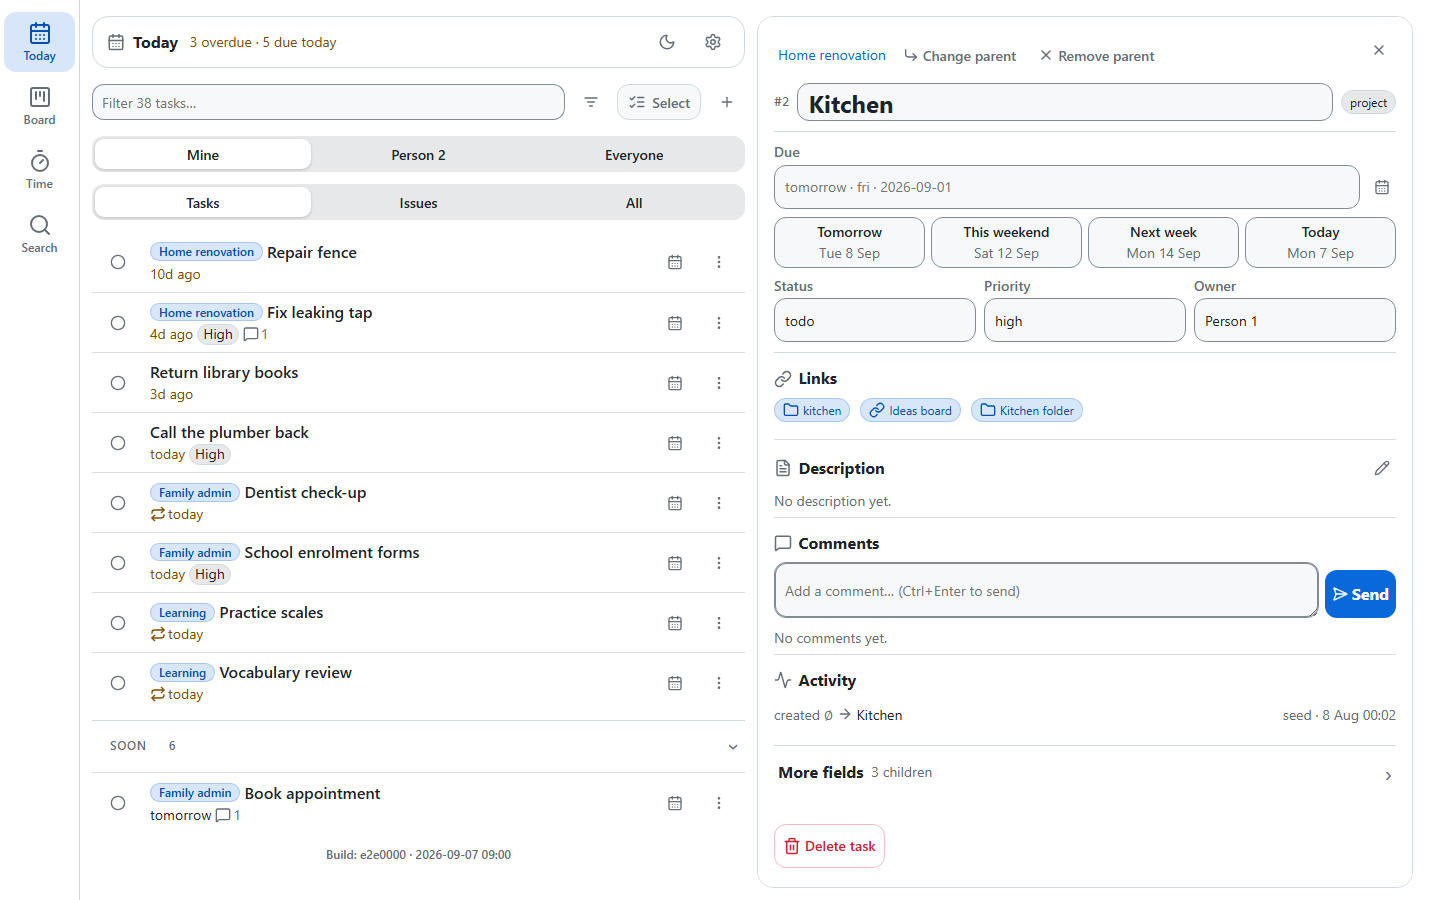 Today
Board
Time
Search
Today 3 overdue · 5 due today
Filter 38 tasks...
Select
Mine Person 2 Everyone
Tasks Issues All
Home renovation Repair fence
10d ago
Home renovation Fix leaking tap
4d ago High 1
Return library books
3d ago
Call the plumber back
today High
Family admin Dentist check-up
today
Family admin School enrolment forms
today High
Learning Practice scales
today
Learning Vocabulary review
today
SOON 6
Family admin Book appointment
tomorrow 1
Build: e2e0000 · 2026-09-07 09:00
Home renovation Change parent Remove parent
#2 Kitchen project
Due
tomorrow · fri · 2026-09-01
Tomorrow This weekend Next week Today
Tue 8 Sep Sat 12 Sep Mon 14 Sep Mon 7 Sep
Status Priority Owner
todo high Person 1
Links
kitchen Ideas board Kitchen folder
Description
No description yet.
Comments
Add a comment... (Ctrl+Enter to send)
Send
No comments yet.
Activity
created ∅ → Kitchen seed · 8 Aug 00:02
More fields 3 children
Delete task